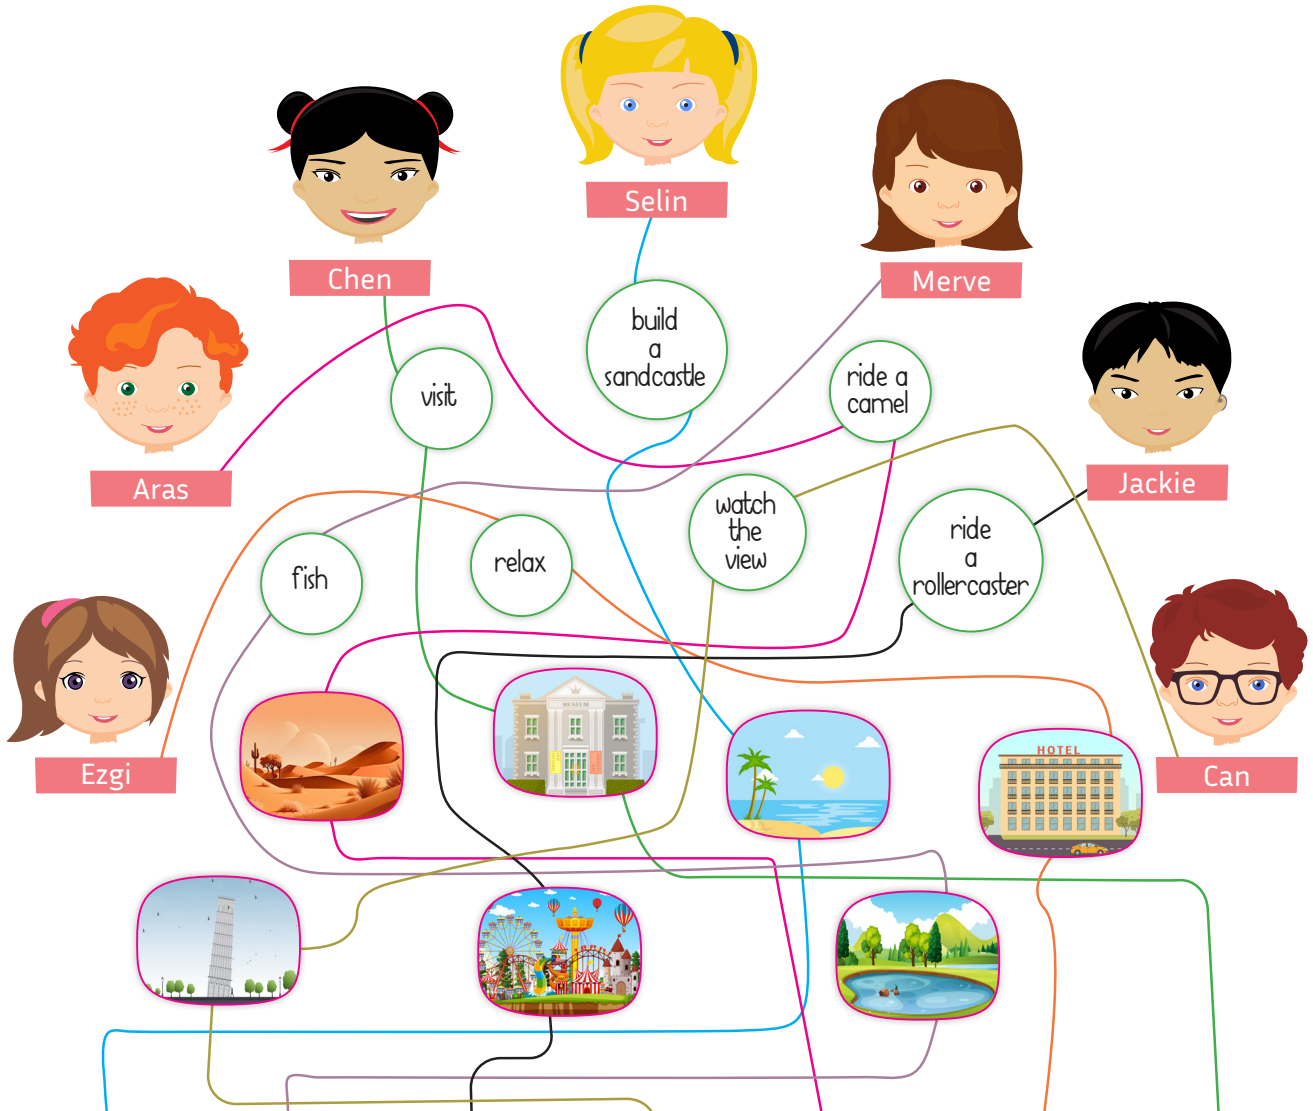 Selin
Chen
Merve
build
a
sandcastle
visit
ride a
camel
Aras
Jackie
watch
the
view
ride
a
rollercaster
fish
relax
MUSEUM
HOTEL
Ezgi
Can